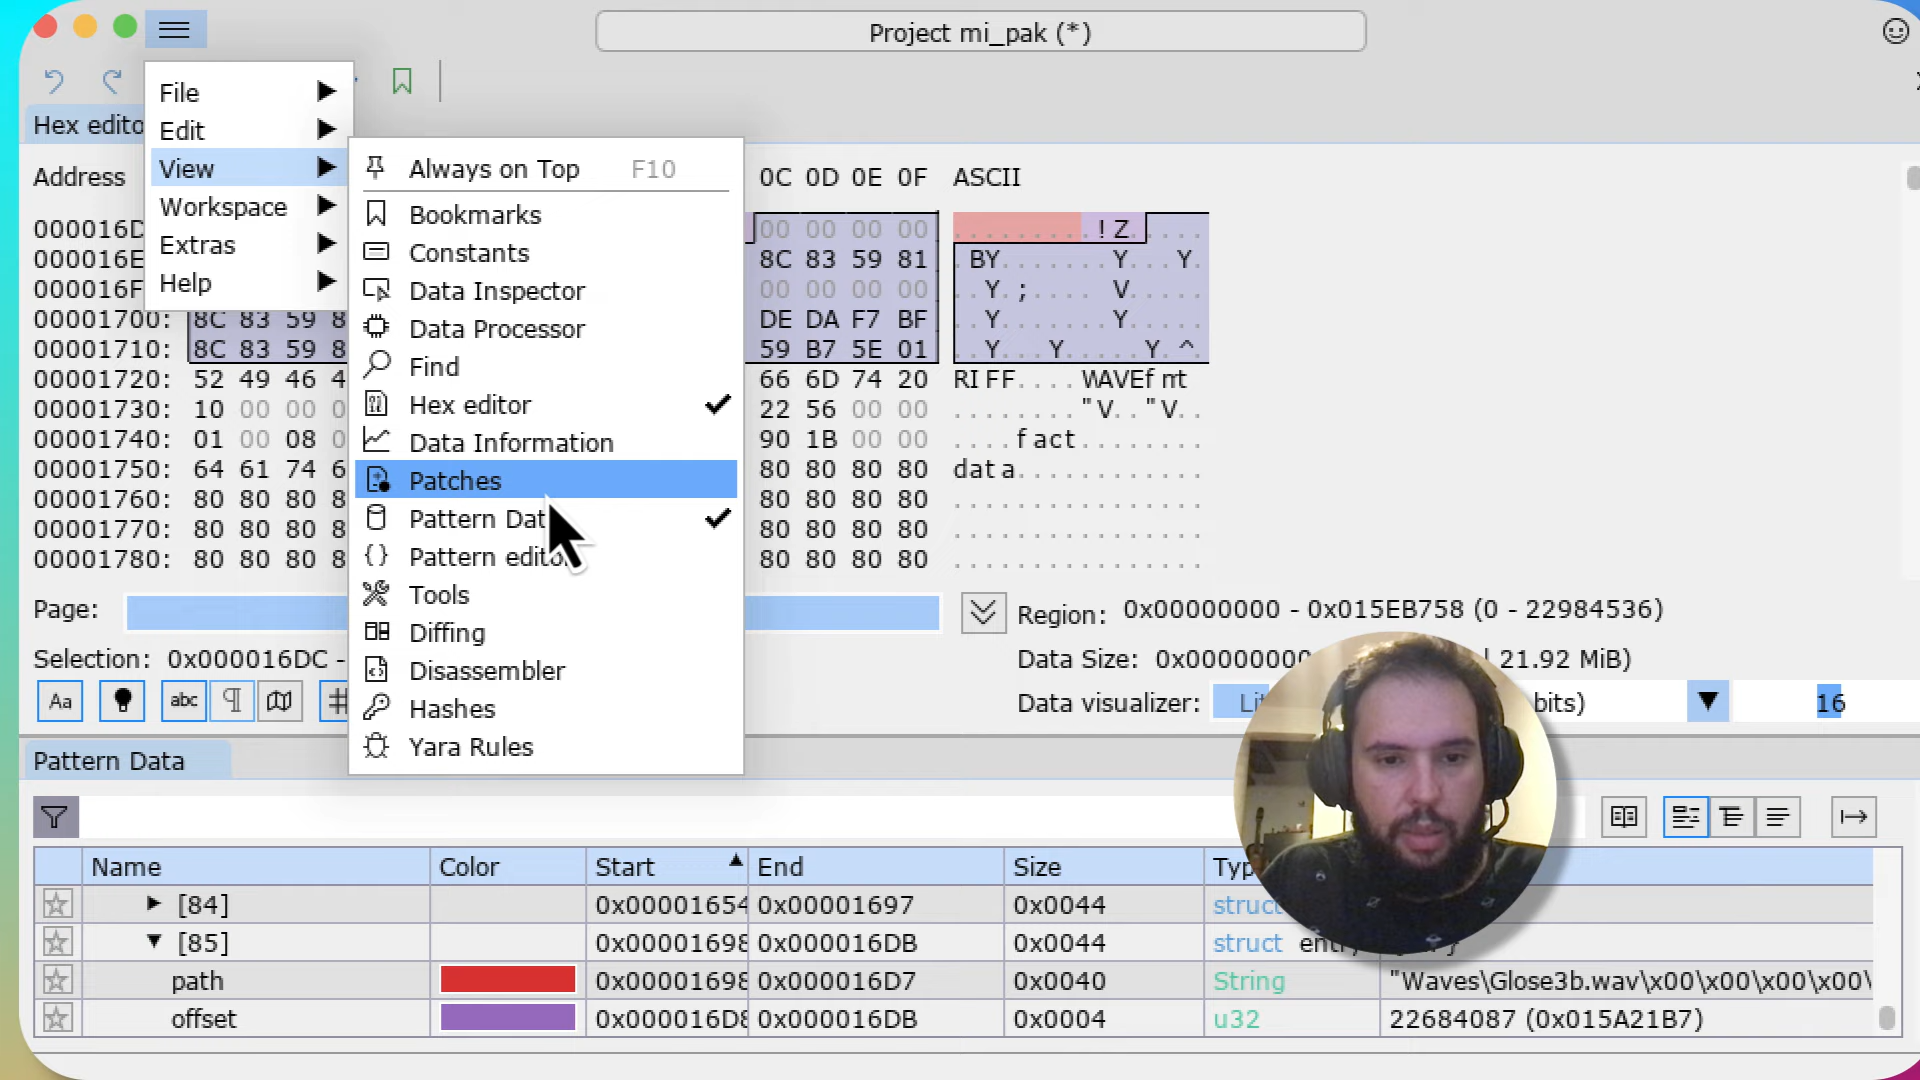 Project mi_pak (*)
File
Edit
View
Workspace
Extras
Help
Always on Top F10
Bookmarks
Constants
Data Inspector
Data Processor
Find
Hex editor
Data Information
Patches
Pattern Dat
Pattern editor
Tools
Diffing
Disassembler
Hashes
Yara Rules
Hex edito
Address 0C 0D 0E 0F ASCII
000016D 00 00 00 00 .........!Z....
000016E 8C 83 59 81 .BY.......Y...Y.
000016F 00 00 00 00 ..Y.;.....V.....
00001700: 8C 83 59 8 DE DA F7 BF ..Y.......Y.....
00001710: 8C 83 59 8 59 B7 5E 01 ..Y...Y.....Y.^.
00001720: 52 49 46 4 66 6D 74 20 RIFF....WAVEfmt
00001730: 10 00 00 0 22 56 00 00 ........"V.."V..
00001740: 01 00 08 0 90 1B 00 00 ....fact........
00001750: 64 61 74 6 80 80 80 80 data............
00001760: 80 80 80 8 80 80 80 80 ................
00001770: 80 80 80 8 80 80 80 80 ................
00001780: 80 80 80 8 80 80 80 80 ................
Page: Region: 0x00000000 - 0x015EB758 (0 - 22984536)
Selection: 0x000016DC - Data Size: 0x00000000 21.92 MiB)
Aa abc # Data visualizer: Lit bits) 16
Pattern Data
Name Color Start End Size Typ
[84] 0x00001654 0x00001697 0x0044 struct
[85] 0x00001698 0x000016DB 0x0044 struct entry }
path 0x00001698 0x000016D7 0x0040 String "Waves\Glose3b.wav\x00\x00\x00\x00\
offset 0x000016D8 0x000016DB 0x0004 u32 22684087 (0x015A21B7)